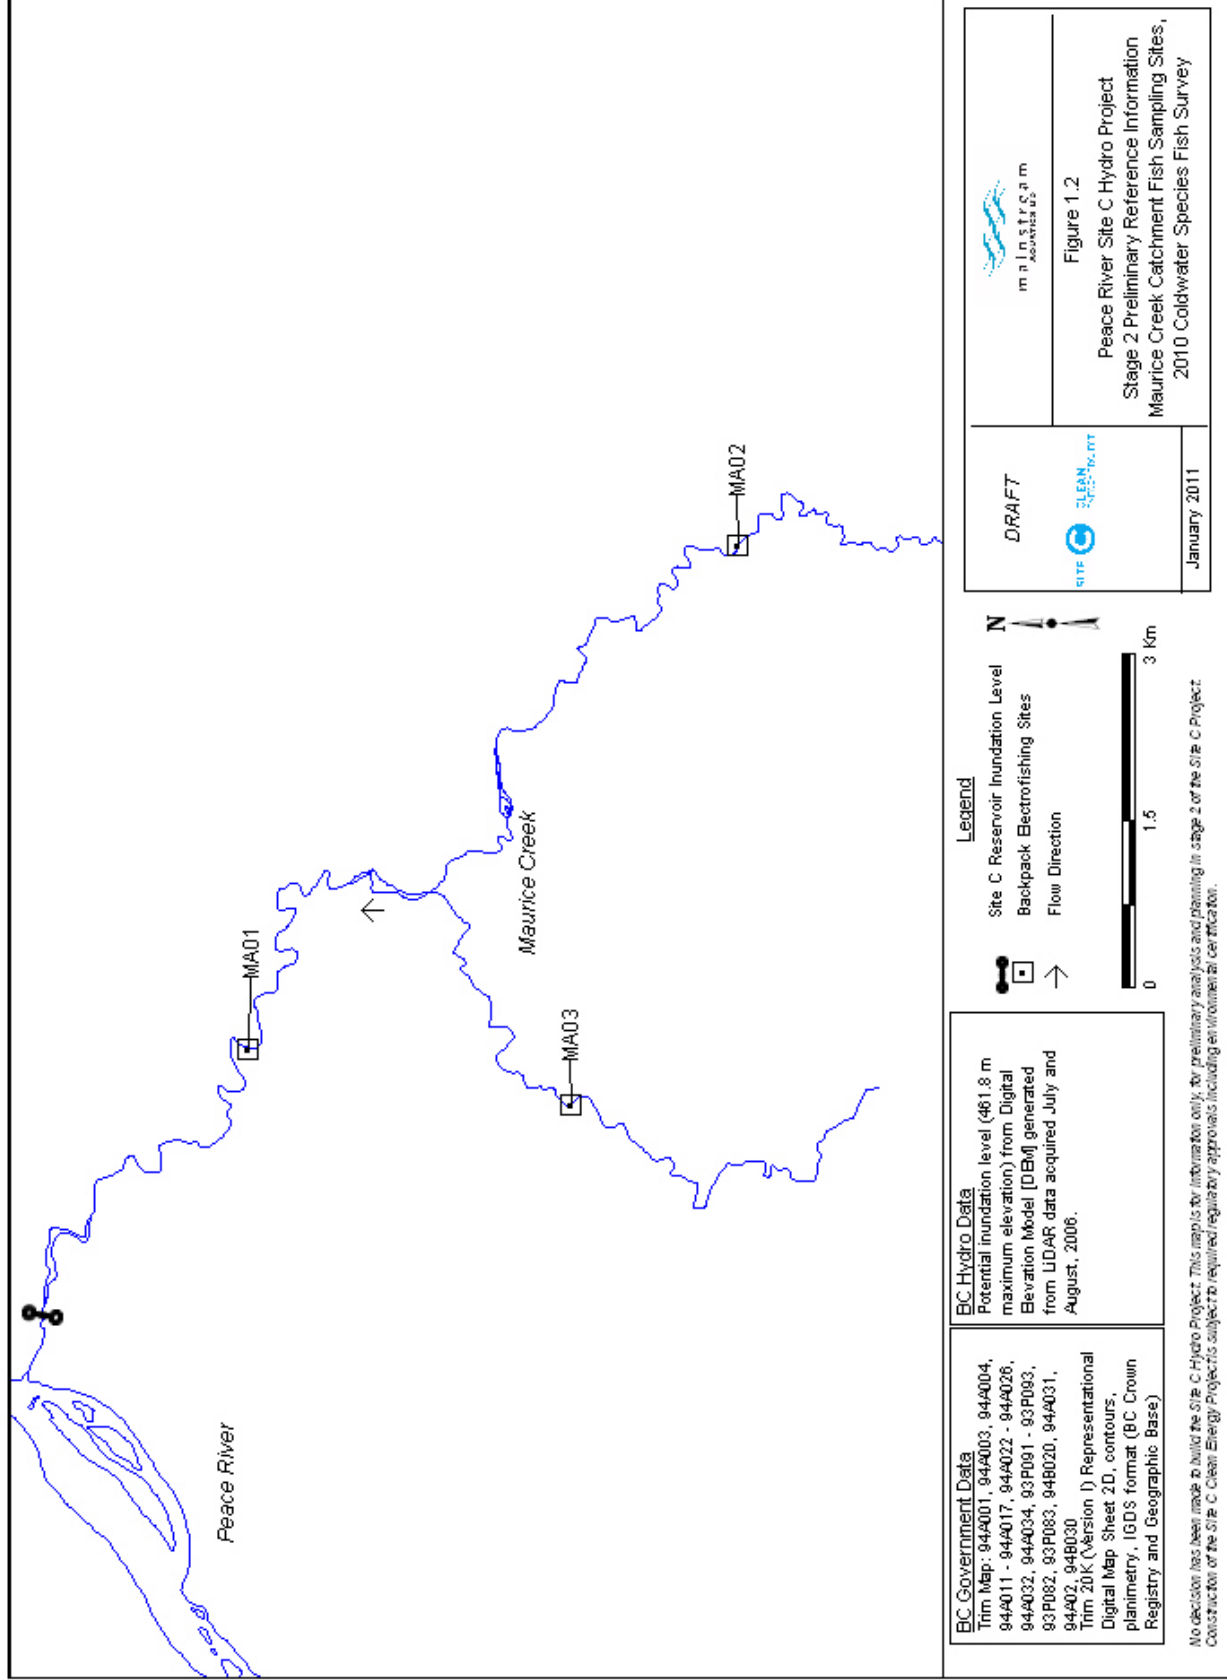 Peace River
MA01
MA03
Maurice Creek
MA02
BC Government Data
Trim Map: 94A001, 94A003, 94A004,
94A011 - 94A017, 94A022 - 94A026,
94A032, 94A034, 93P091 - 93P093,
93P082, 93P083, 94B020, 94A031,
94A02, 94B030
Trim 20K (Version I) Representational
Digital Map Sheet 2D, contours,
planimetry, IGDS format (BC Crown
Registry and Geographic Base)
BC Hydro Data
Potential inundation level (461.8 m
maximum elevation) from Digital
Elevation Model [DEM] generated
from LiDAR data acquired July and
August, 2006.
Legend
Site C Reservoir Inundation Level
Backpack Electrofishing Sites
Flow Direction
N
0 1.5 3 Km
DRAFT
SITE C CLEAN
January 2011
mainstream
AQUATICS LTD
Figure 1.2
Peace River Site C Hydro Project
Stage 2 Preliminary Reference Information
Maurice Creek Catchment Fish Sampling Sites,
2010 Coldwater Species Fish Survey
No decision has been made to build the Site C Hydro Project. This map is for information only, for preliminary analysis and planning in stage 2 of the Site C Project.
Construction of the Site C Clean Energy Project is subject to required regulatory approvals including environmental certification.